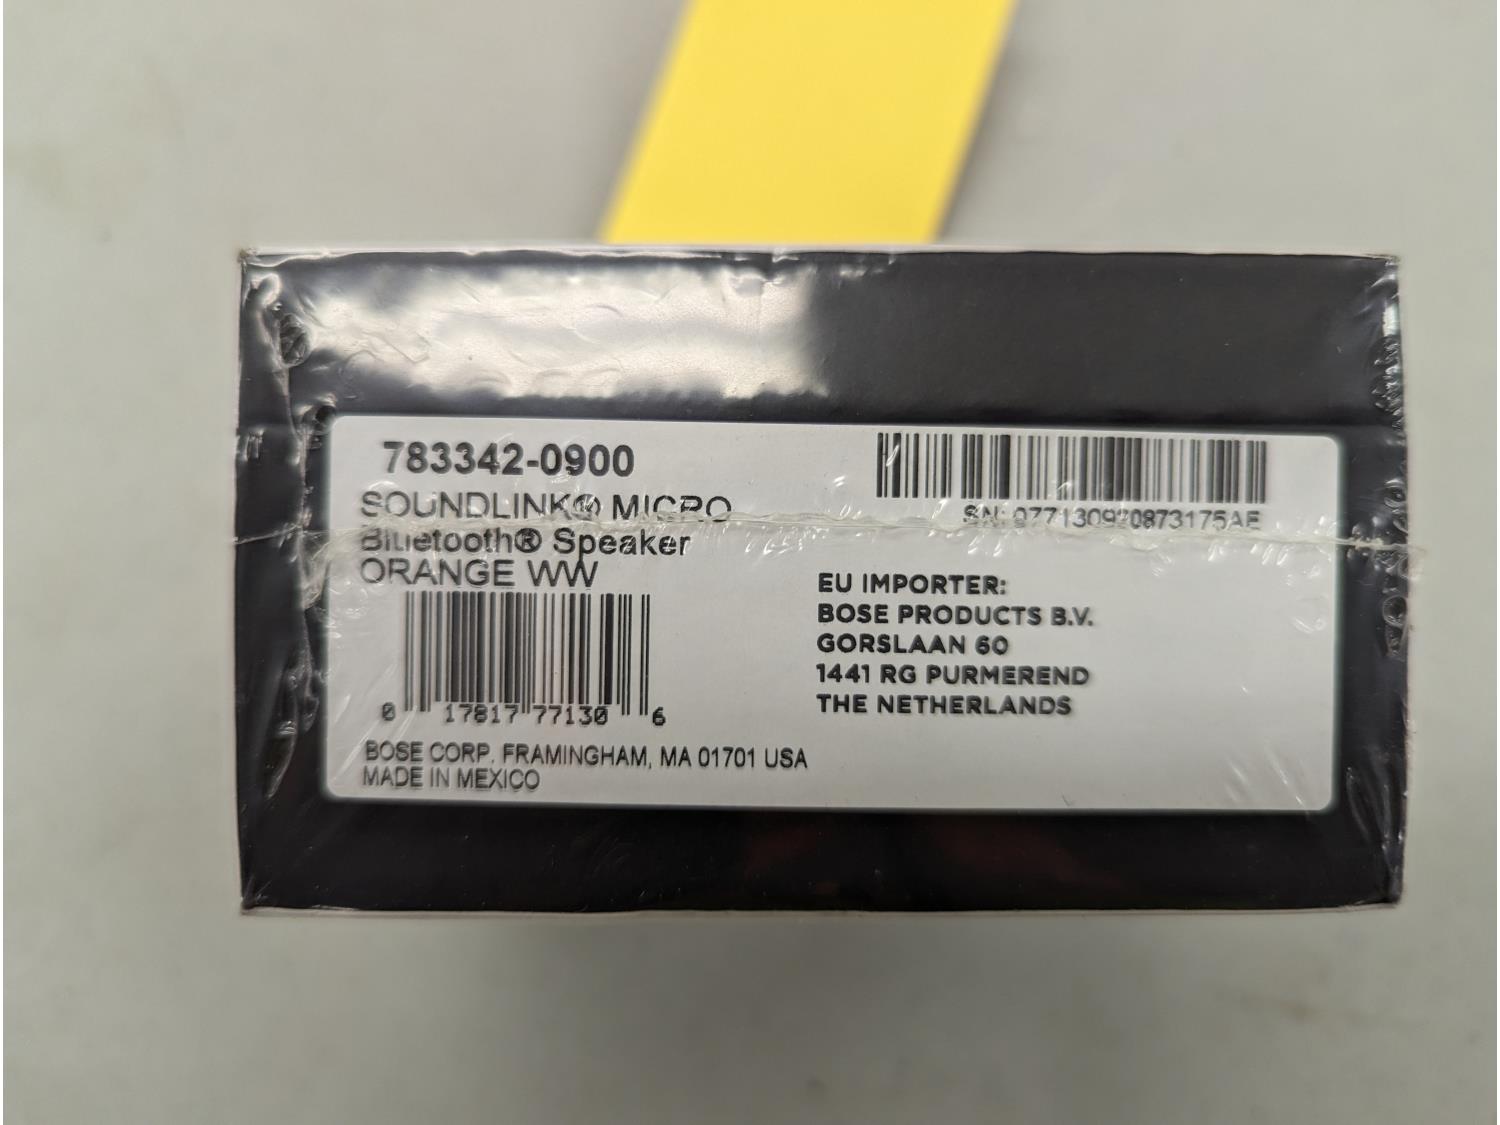 783342-0900
SOUNDLINK® MICRO
Bluetooth® Speaker
ORANGE WW
0 17817 77130 6
BOSE CORP. FRAMINGHAM, MA 01701 USA
MADE IN MEXICO
SN: 077130920873175AE
EU IMPORTER:
BOSE PRODUCTS B.V.
GORSLAAN 60
1441 RG PURMEREND
THE NETHERLANDS